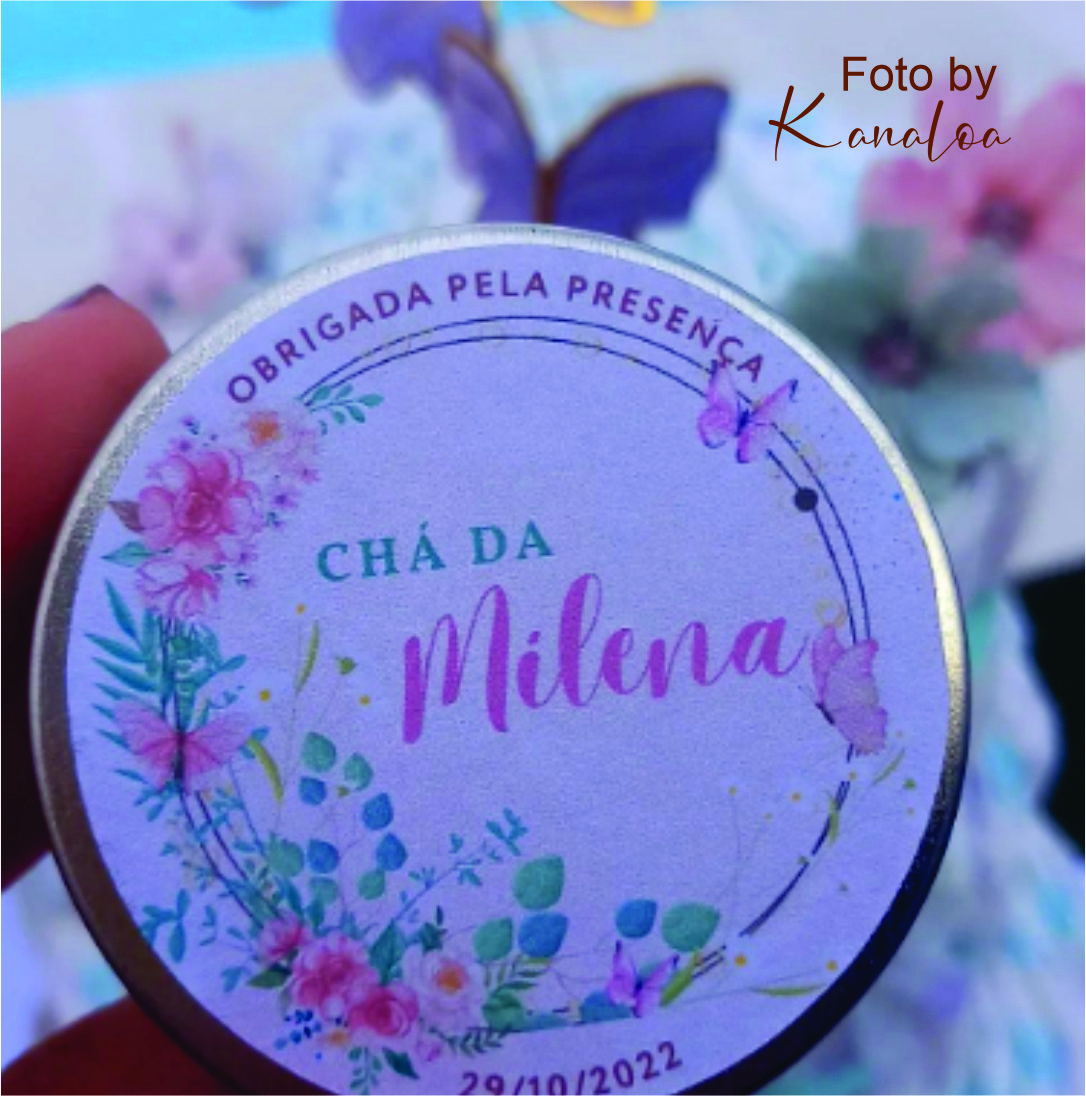 Foto by
Kanaloa
OBRIGADA PELA PRESENÇA
CHÁ DA
Milena
29/10/2022